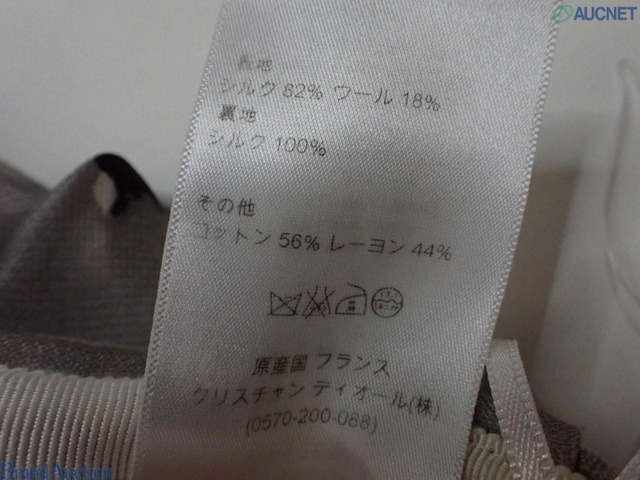 AUCNET
表地
シルク 82% ウール 18%
裏地
シルク 100%
その他
コットン 56% レーヨン 44%
原産国 フランス
クリスチャン ディオール(株)
(0570-200-088)
Brand Auction